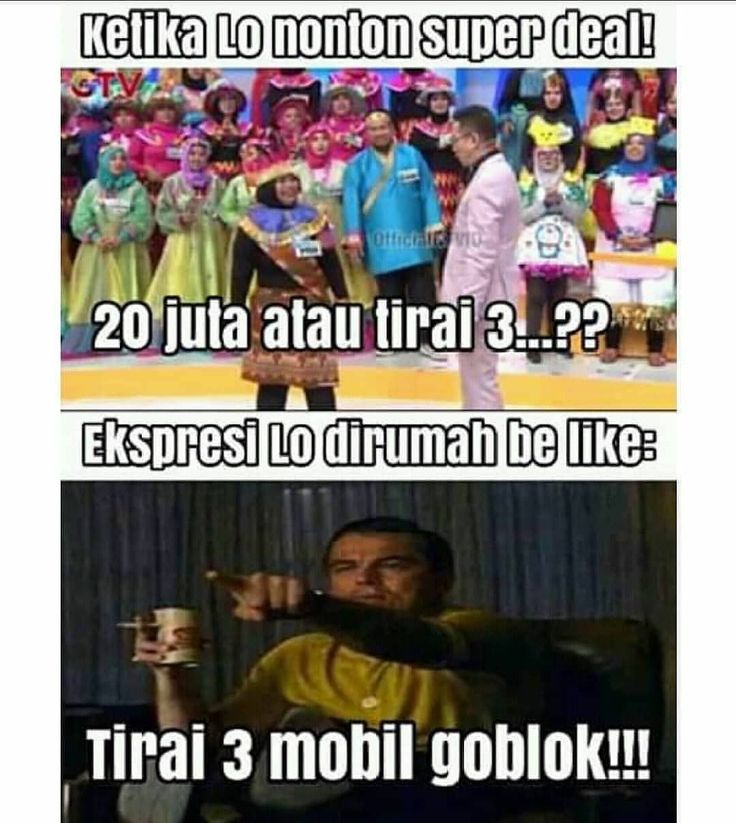 Ketika Lo nonton super deal!
GTV
20 juta atau tirai 3...??
Ekspresi Lo dirumah be like:
Tirai 3 mobil goblok!!!